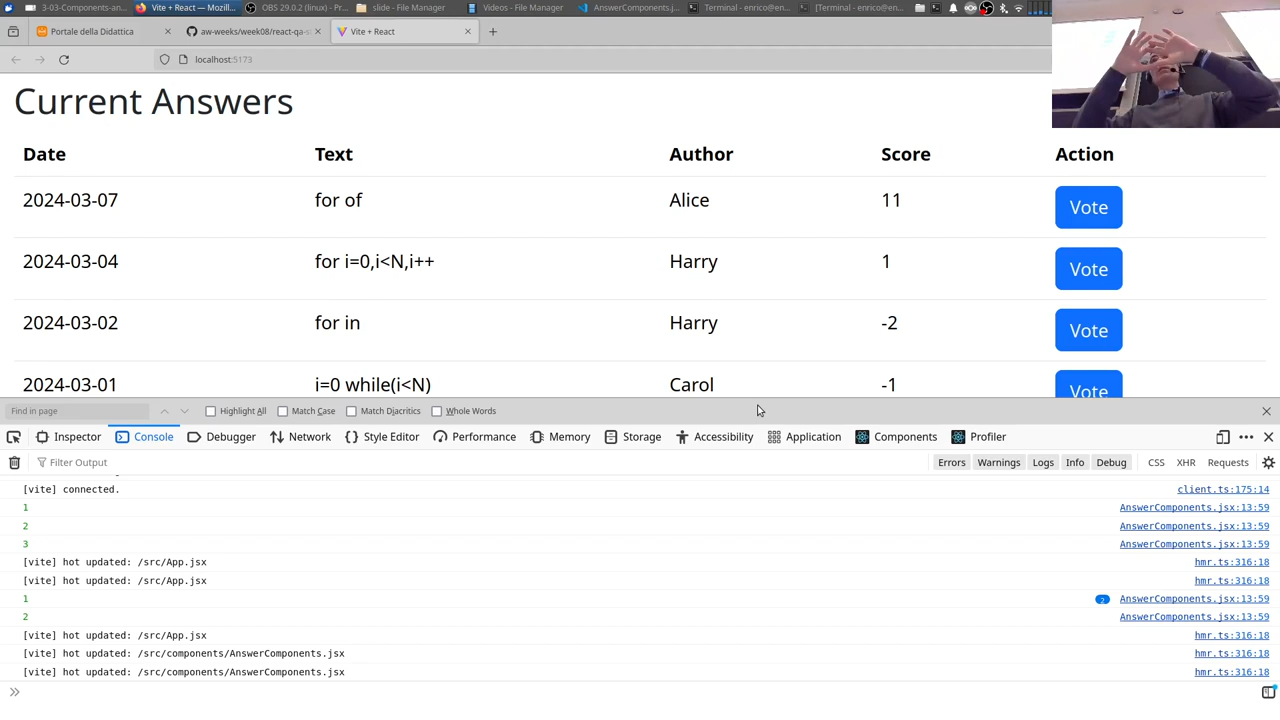 3-03-Components-an...
Vite + React — Mozill...
OBS 29.0.2 (linux) - Pr...
slide - File Manager
Videos - File Manager
AnswerComponents.j...
Terminal - enrico@en...
[Terminal - enrico@en...
Portale della Didattica
aw-weeks/week08/react-qa-s
Vite + React
localhost:5173
Current Answers
Date Text Author Score Action
2024-03-07 for of Alice 11 Vote
2024-03-04 for i=0,i<N,i++ Harry 1 Vote
2024-03-02 for in Harry -2 Vote
2024-03-01 i=0 while(i<N) Carol -1 Vote
Find in page Highlight All Match Case Match Diacritics Whole Words
Inspector Console Debugger Network Style Editor Performance Memory Storage Accessibility Application Components Profiler
Filter Output Errors Warnings Logs Info Debug CSS XHR Requests
[vite] connected. client.ts:175:14
1 AnswerComponents.jsx:13:59
2 AnswerComponents.jsx:13:59
3 AnswerComponents.jsx:13:59
[vite] hot updated: /src/App.jsx hmr.ts:316:18
[vite] hot updated: /src/App.jsx hmr.ts:316:18
1 2 AnswerComponents.jsx:13:59
2 AnswerComponents.jsx:13:59
[vite] hot updated: /src/App.jsx hmr.ts:316:18
[vite] hot updated: /src/components/AnswerComponents.jsx hmr.ts:316:18
[vite] hot updated: /src/components/AnswerComponents.jsx hmr.ts:316:18